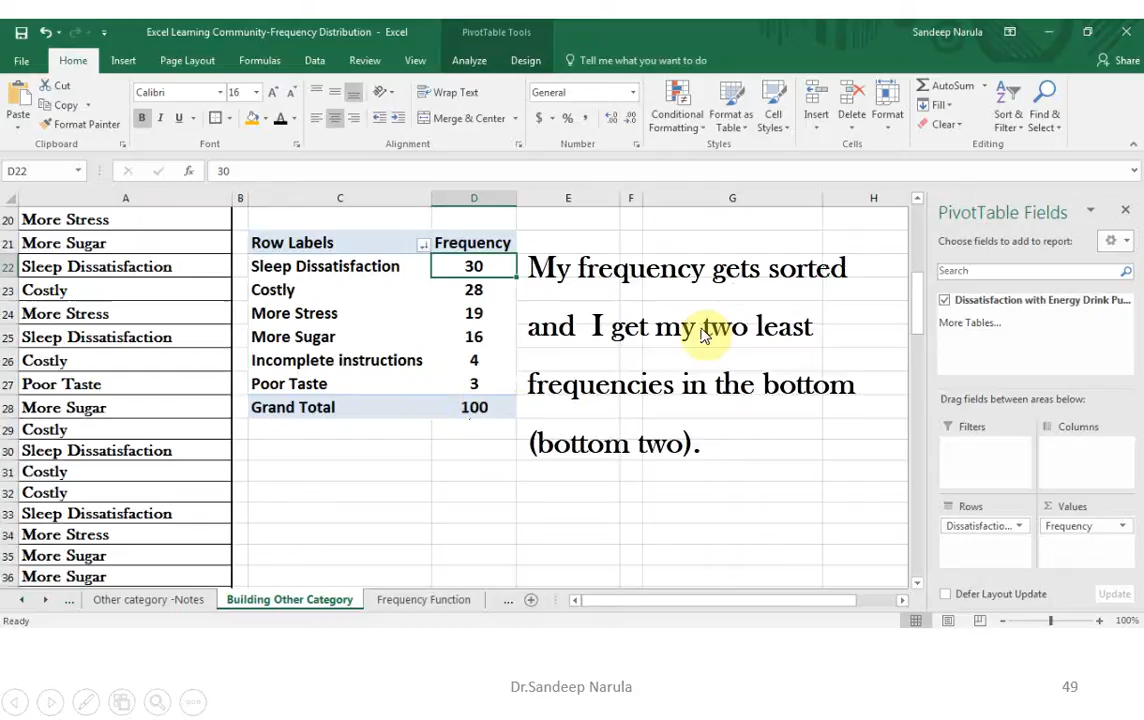 Excel Learning Community-Frequency Distribution - Excel
PivotTable Tools
Sandeep Narula
File Home Insert Page Layout Formulas Data Review View Analyze Design Tell me what you want to do Share
Paste
Cut
Copy
Format Painter
Clipboard
Calibri 16 A A
B I U A
Font
Wrap Text
Merge & Center
Alignment
General
$ % ,
Number
Conditional Formatting
Format as Table
Cell Styles
Styles
Insert Delete Format
Cells
AutoSum
Fill
Clear
Sort & Filter
Find & Select
Editing
D22 fx 30
A B C D E F G H
20 More Stress
21 More Sugar Row Labels Frequency
22 Sleep Dissatisfaction Sleep Dissatisfaction 30
23 Costly Costly 28
24 More Stress More Stress 19
25 Sleep Dissatisfaction More Sugar 16
26 Costly Incomplete instructions 4
27 Poor Taste Poor Taste 3
28 More Sugar Grand Total 100
29 Costly
30 Sleep Dissatisfaction
31 Costly
32 Costly
33 Sleep Dissatisfaction
34 More Stress
35 More Sugar
36 More Sugar
My frequency gets sorted
and I get my two least
frequencies in the bottom
(bottom two).
PivotTable Fields
Choose fields to add to report:
Search
Dissatisfaction with Energy Drink Pu...
More Tables...
Drag fields between areas below:
Filters Columns
Rows Σ Values
Dissatisfactio... Frequency
Defer Layout Update Update
... Other category -Notes Building Other Category Frequency Function ...
Ready 100%
Dr.Sandeep Narula 49